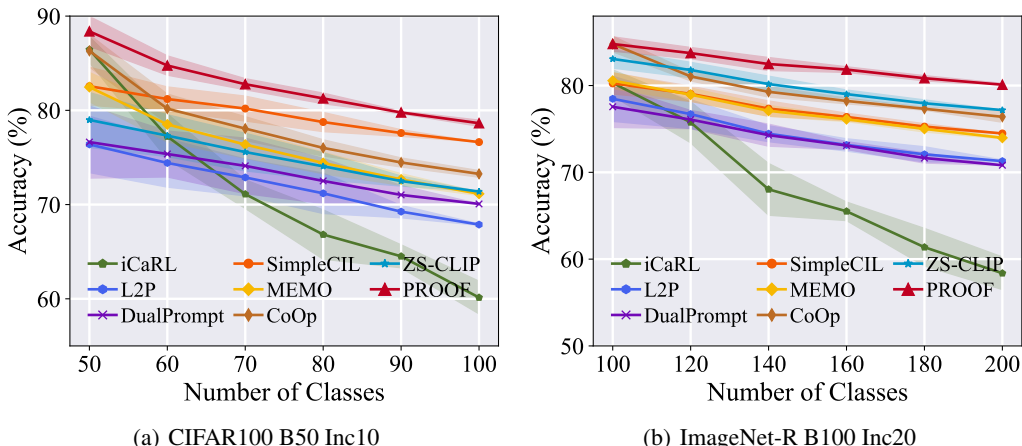 90
80
70
60
Accuracy (%)
iCaRL SimpleCIL ZS-CLIP
L2P MEMO PROOF
DualPrompt CoOp
50 60 70 80 90 100
Number of Classes
(a) CIFAR100 B50 Inc10
80
70
60
50
Accuracy (%)
iCaRL SimpleCIL ZS-CLIP
L2P MEMO PROOF
DualPrompt CoOp
100 120 140 160 180 200
Number of Classes
(b) ImageNet-R B100 Inc20